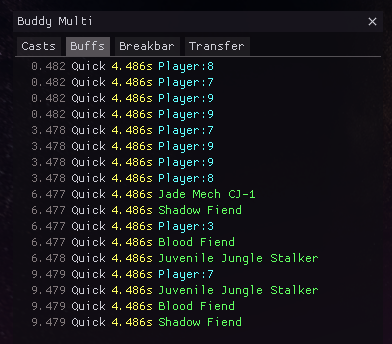 Buddy Multi
Casts Buffs Breakbar Transfer
0.482 Quick 4.486s Player:8
0.482 Quick 4.486s Player:7
0.482 Quick 4.486s Player:9
0.482 Quick 4.486s Player:9
3.478 Quick 4.486s Player:7
3.478 Quick 4.486s Player:9
3.478 Quick 4.486s Player:9
3.478 Quick 4.486s Player:8
6.477 Quick 4.486s Jade Mech CJ-1
6.477 Quick 4.486s Shadow Fiend
6.477 Quick 4.486s Player:3
6.477 Quick 4.486s Blood Fiend
6.478 Quick 4.486s Juvenile Jungle Stalker
9.479 Quick 4.486s Player:7
9.479 Quick 4.486s Juvenile Jungle Stalker
9.479 Quick 4.486s Blood Fiend
9.479 Quick 4.486s Shadow Fiend